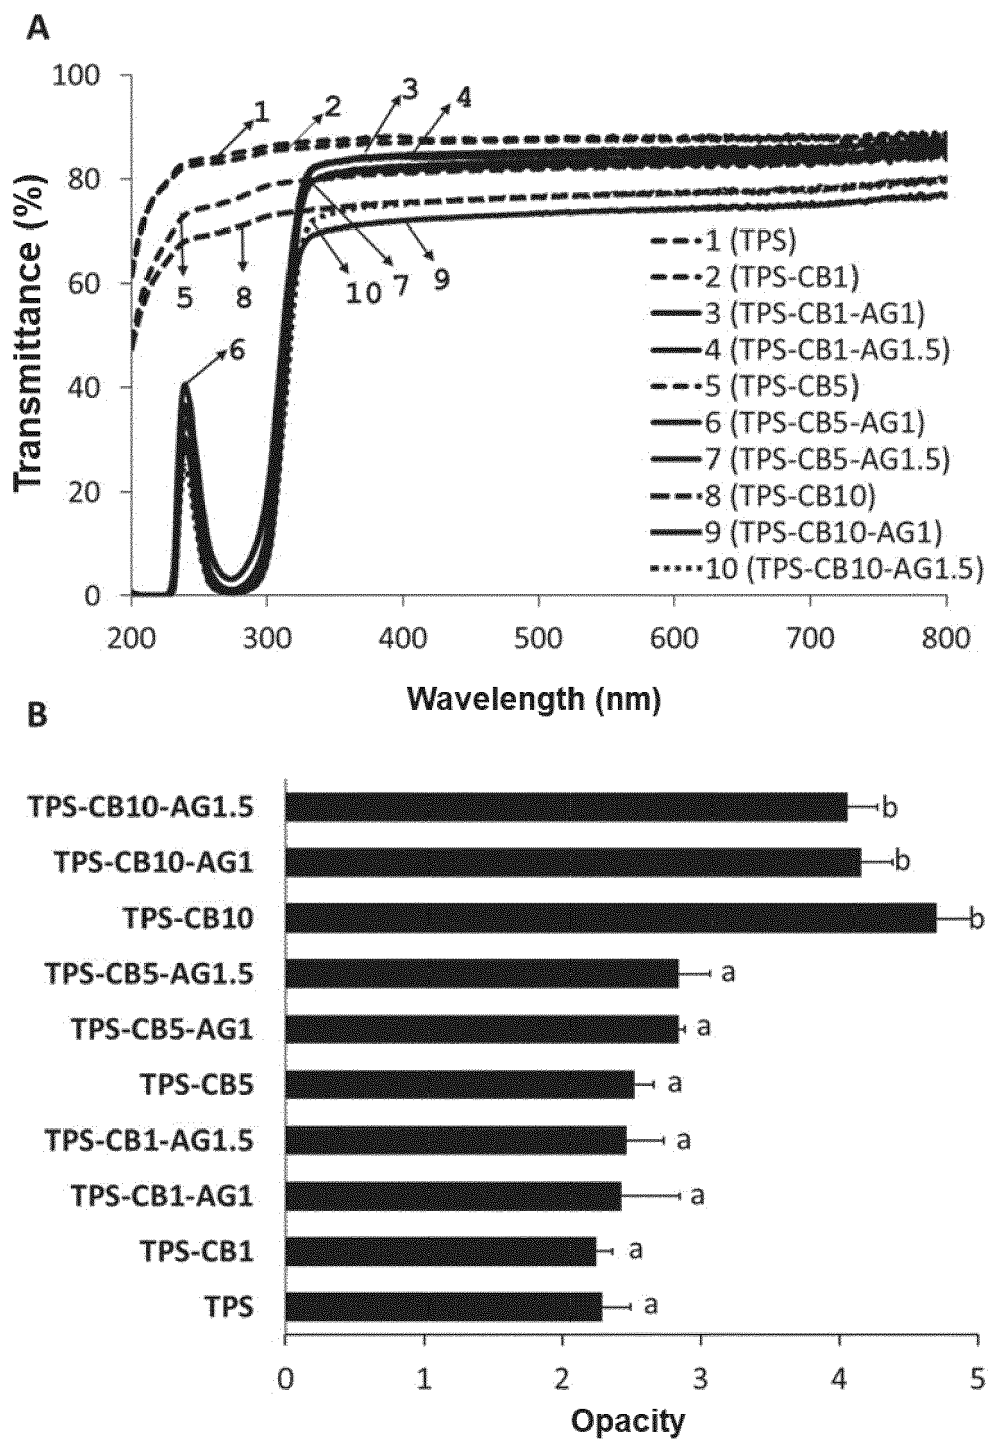 A
100
80
60
40
20
0
Transmittance (%)
1
2
3
4
5
8
10
7
9
6
1 (TPS)
2 (TPS-CB1)
3 (TPS-CB1-AG1)
4 (TPS-CB1-AG1.5)
5 (TPS-CB5)
6 (TPS-CB5-AG1)
7 (TPS-CB5-AG1.5)
8 (TPS-CB10)
9 (TPS-CB10-AG1)
10 (TPS-CB10-AG1.5)
200 300 400 500 600 700 800
Wavelength (nm)
B
TPS-CB10-AG1.5 b
TPS-CB10-AG1 b
TPS-CB10 b
TPS-CB5-AG1.5 a
TPS-CB5-AG1 a
TPS-CB5 a
TPS-CB1-AG1.5 a
TPS-CB1-AG1 a
TPS-CB1 a
TPS a
0 1 2 3 4 5
Opacity